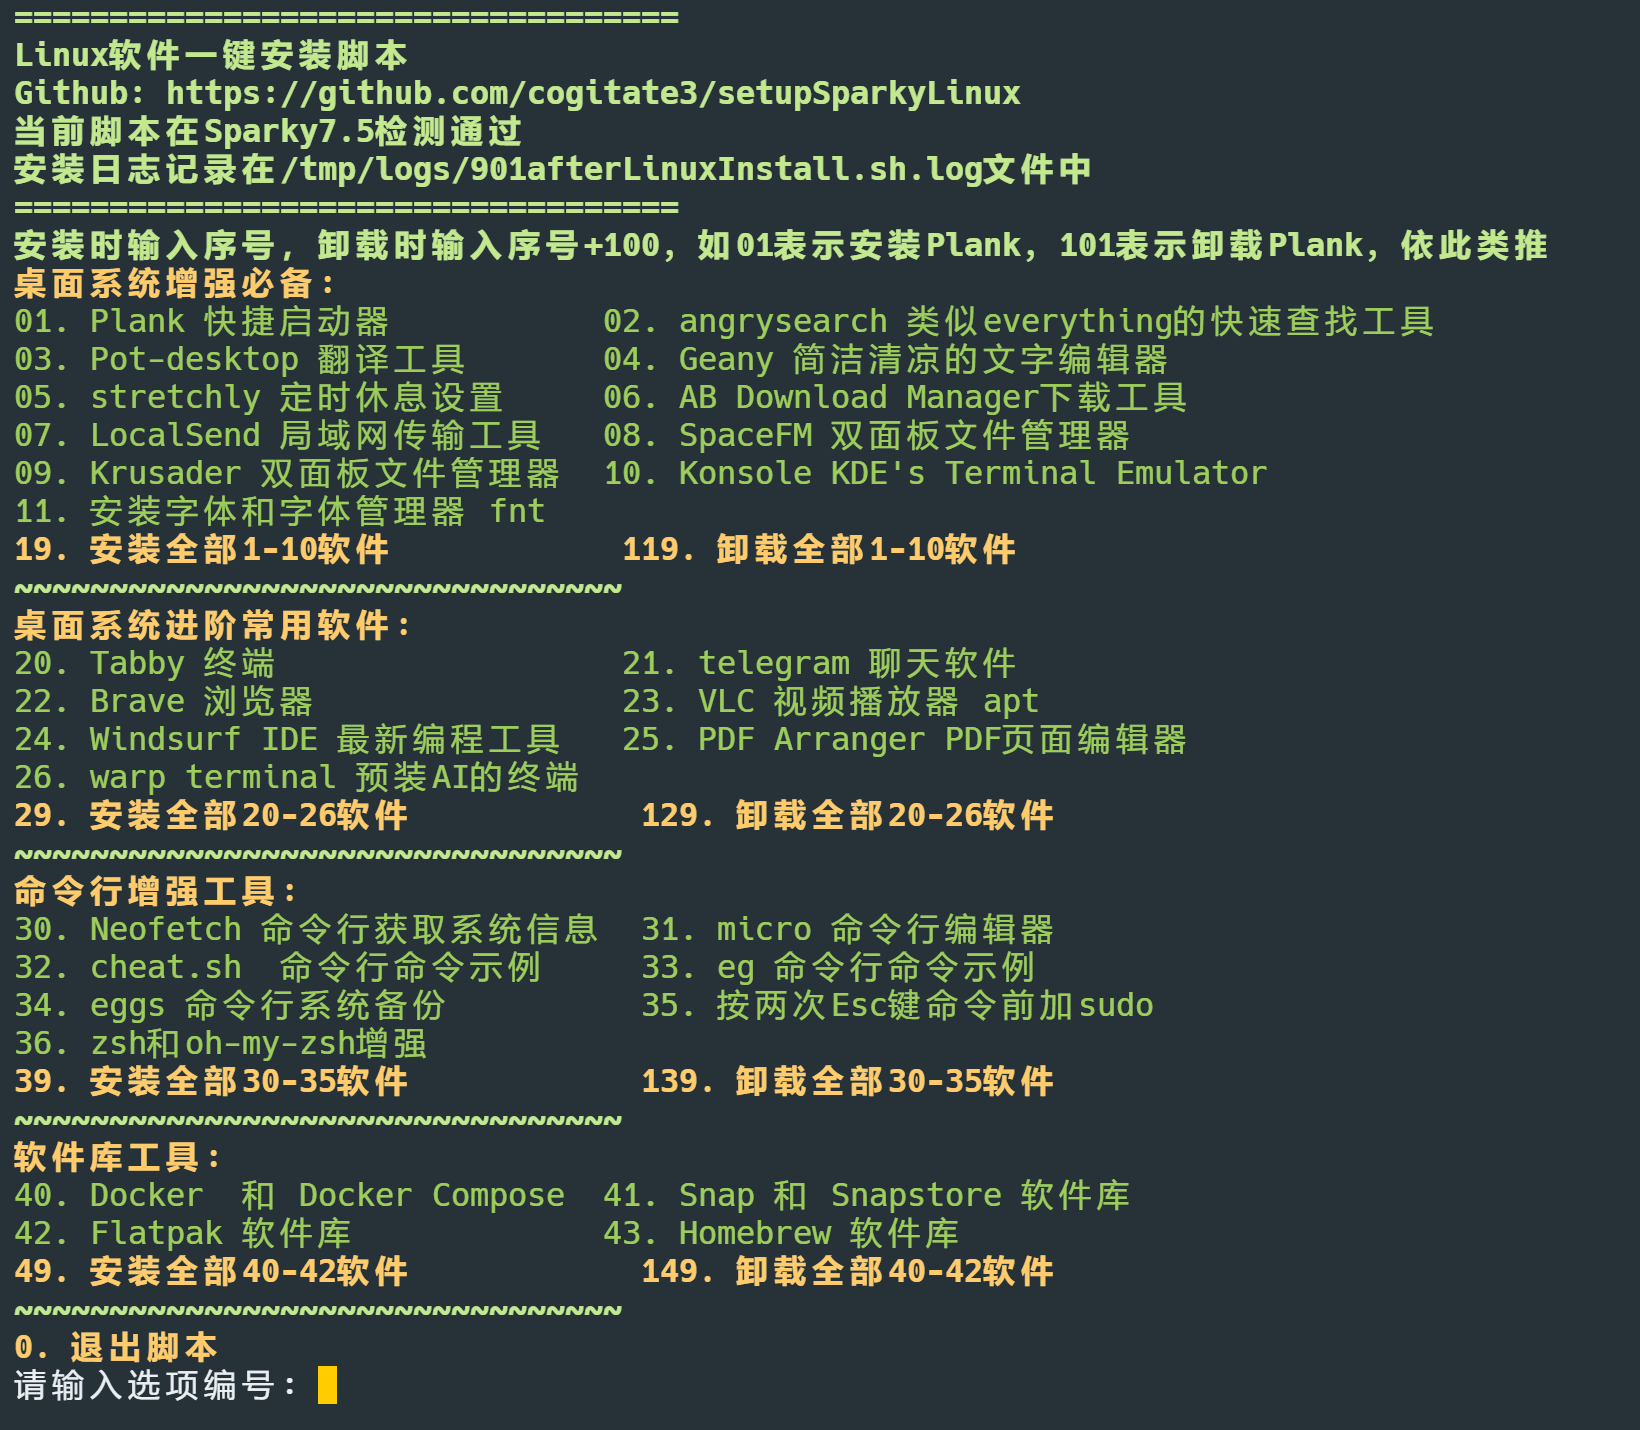 ===================================
Linux软件一键安装脚本
Github: https://github.com/cogitate3/setupSparkyLinux
当前脚本在Sparky7.5检测通过
安装日志记录在/tmp/logs/901afterLinuxInstall.sh.log文件中
===================================
安装时输入序号，卸载时输入序号+100，如01表示安装Plank，101表示卸载Plank，依此类推
桌面系统增强必备：
01. Plank 快捷启动器 02. angrysearch 类似everything的快速查找工具
03. Pot-desktop 翻译工具 04. Geany 简洁清凉的文字编辑器
05. stretchly 定时休息设置 06. AB Download Manager下载工具
07. LocalSend 局域网传输工具 08. SpaceFM 双面板文件管理器
09. Krusader 双面板文件管理器 10. Konsole KDE's Terminal Emulator
11. 安装字体和字体管理器 fnt
19. 安装全部1-10软件 119. 卸载全部1-10软件
~~~~~~~~~~~~~~~~~~~~~~~~~~~~~~~~
桌面系统进阶常用软件：
20. Tabby 终端 21. telegram 聊天软件
22. Brave 浏览器 23. VLC 视频播放器 apt
24. Windsurf IDE 最新编程工具 25. PDF Arranger PDF页面编辑器
26. warp terminal 预装AI的终端
29. 安装全部20-26软件 129. 卸载全部20-26软件
~~~~~~~~~~~~~~~~~~~~~~~~~~~~~~~~
命令行增强工具：
30. Neofetch 命令行获取系统信息 31. micro 命令行编辑器
32. cheat.sh 命令行命令示例 33. eg 命令行命令示例
34. eggs 命令行系统备份 35. 按两次Esc键命令前加sudo
36. zsh和oh-my-zsh增强
39. 安装全部30-35软件 139. 卸载全部30-35软件
~~~~~~~~~~~~~~~~~~~~~~~~~~~~~~~~
软件库工具：
40. Docker 和 Docker Compose 41. Snap 和 Snapstore 软件库
42. Flatpak 软件库 43. Homebrew 软件库
49. 安装全部40-42软件 149. 卸载全部40-42软件
~~~~~~~~~~~~~~~~~~~~~~~~~~~~~~~~
0. 退出脚本
请输入选项编号：